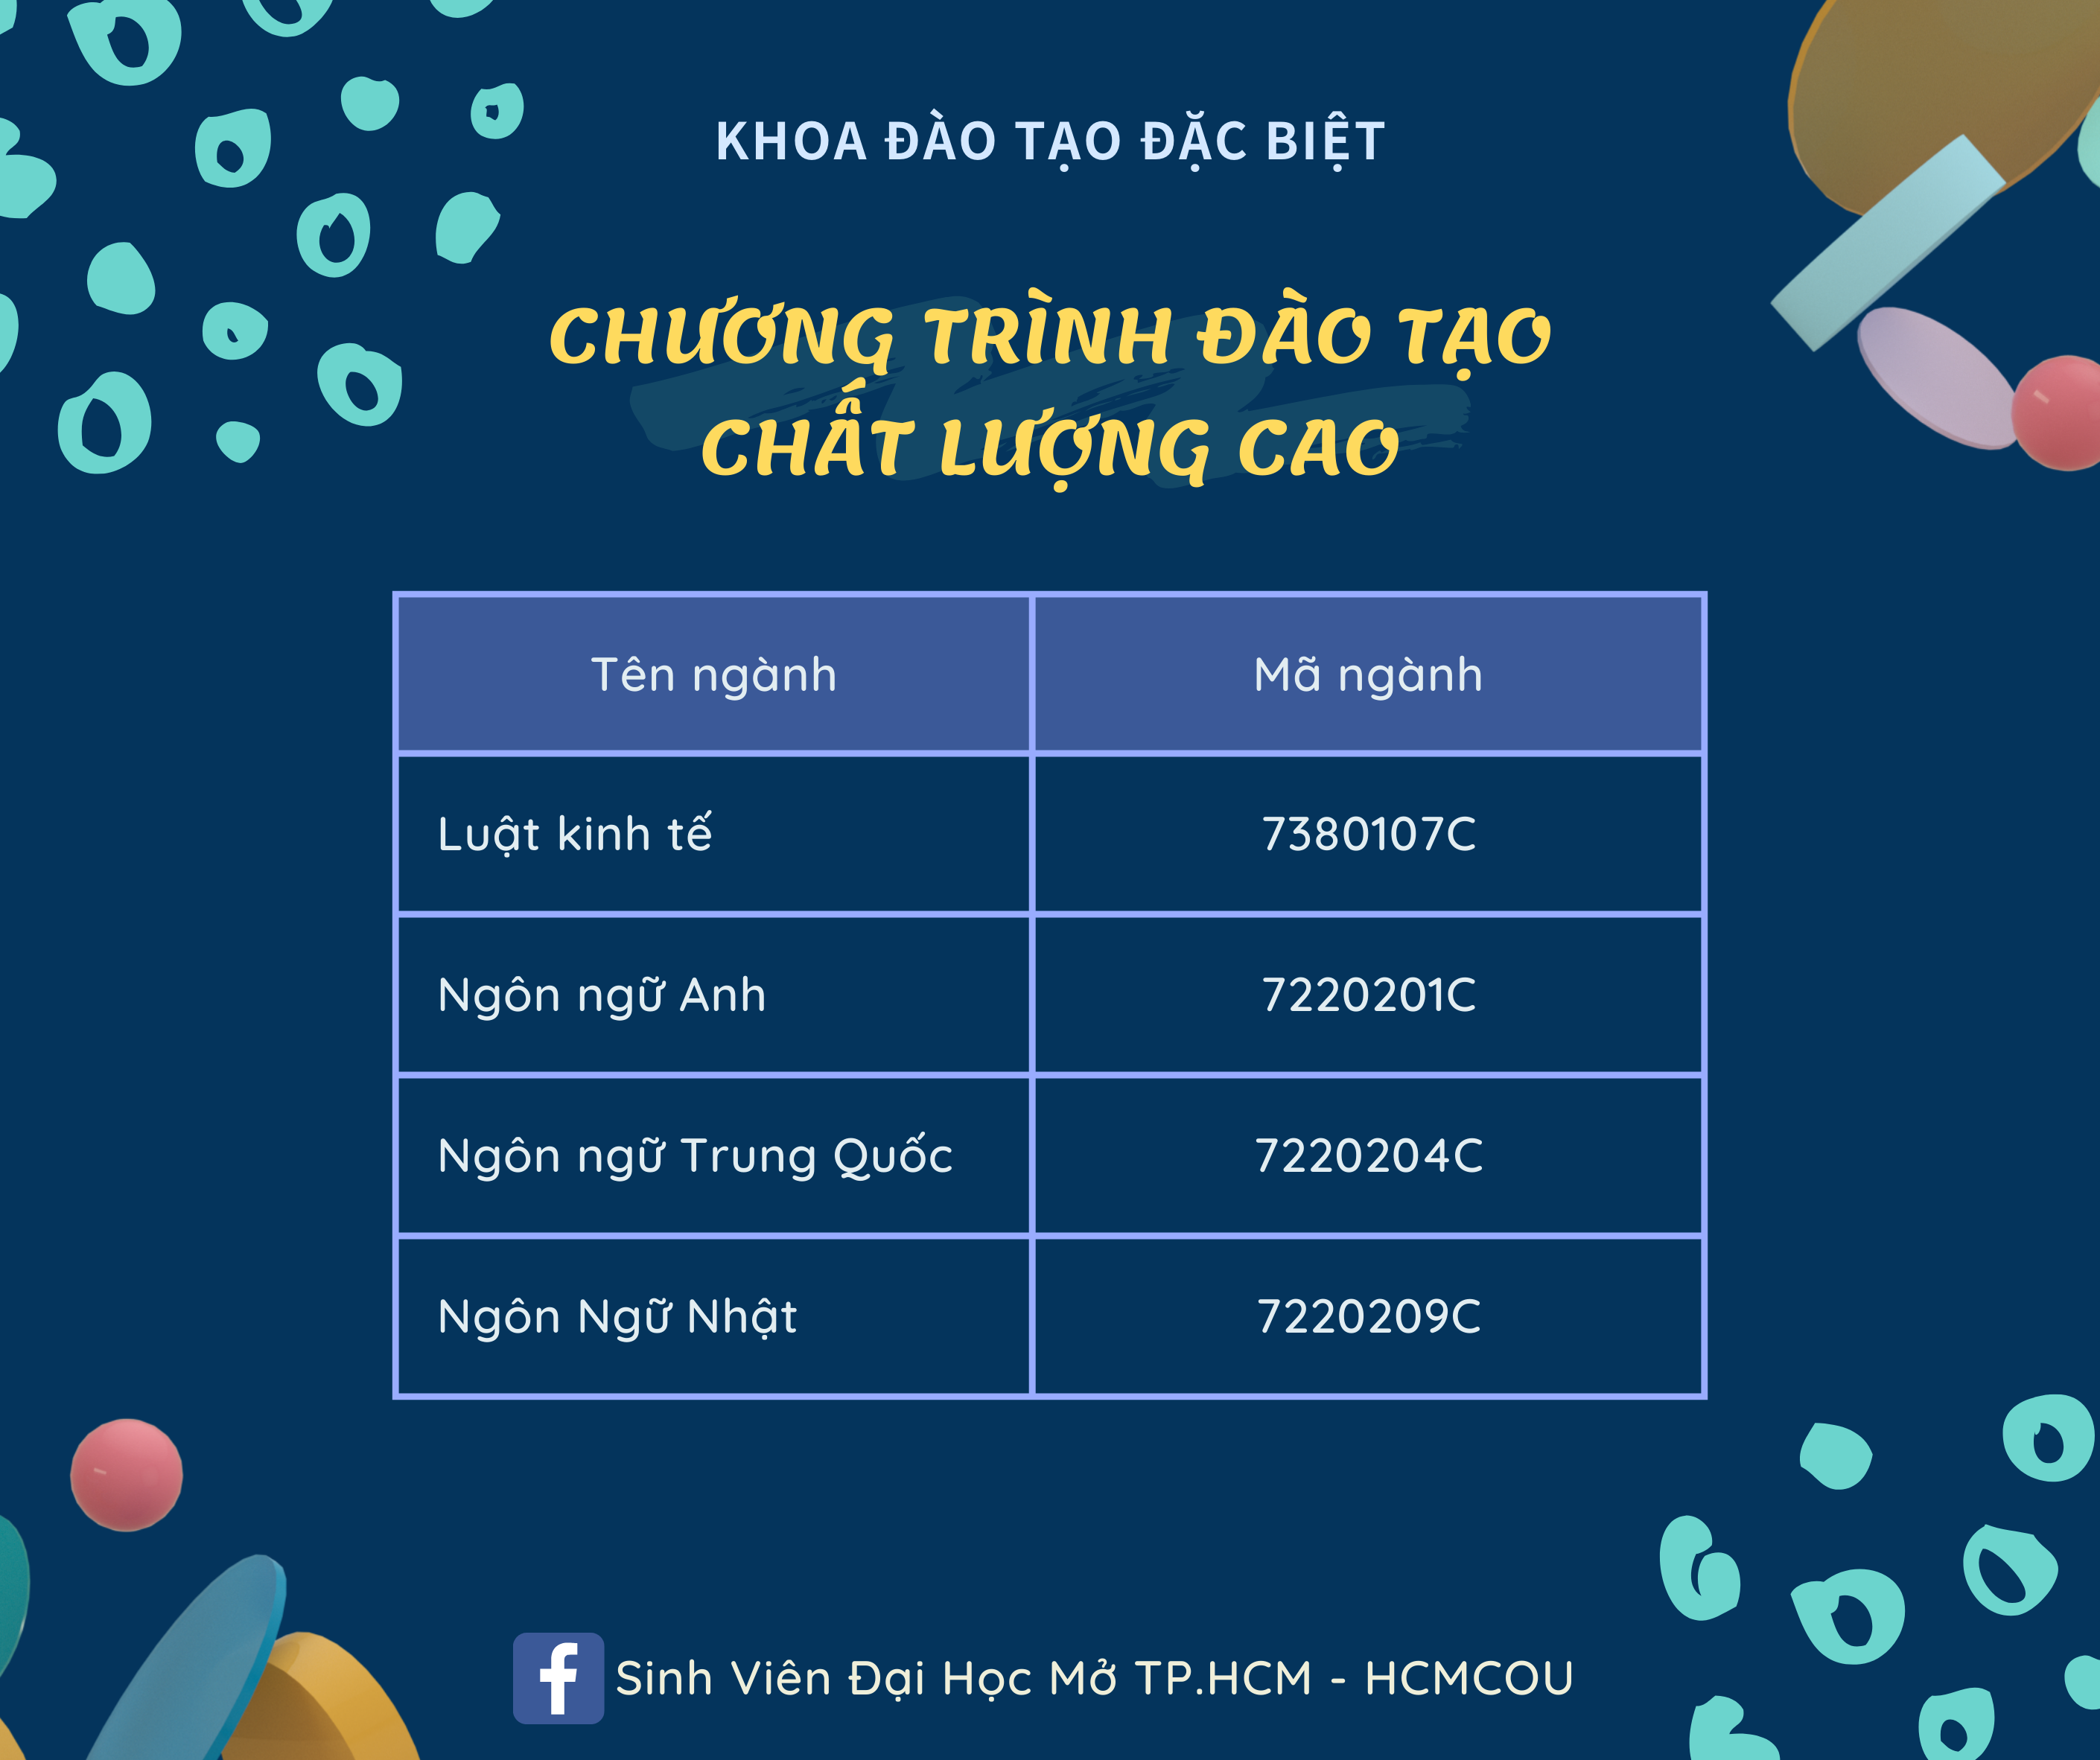 KHOA ĐÀO TẠO ĐẶC BIỆT
CHƯƠNG TRÌNH ĐÀO TẠO
CHẤT LƯỢNG CAO
Tên ngành Mã ngành
Luật kinh tế 7380107C
Ngôn ngữ Anh 7220201C
Ngôn ngữ Trung Quốc 7220204C
Ngôn Ngữ Nhật 7220209C
Sinh Viên Đại Học Mở TP.HCM - HCMCOU